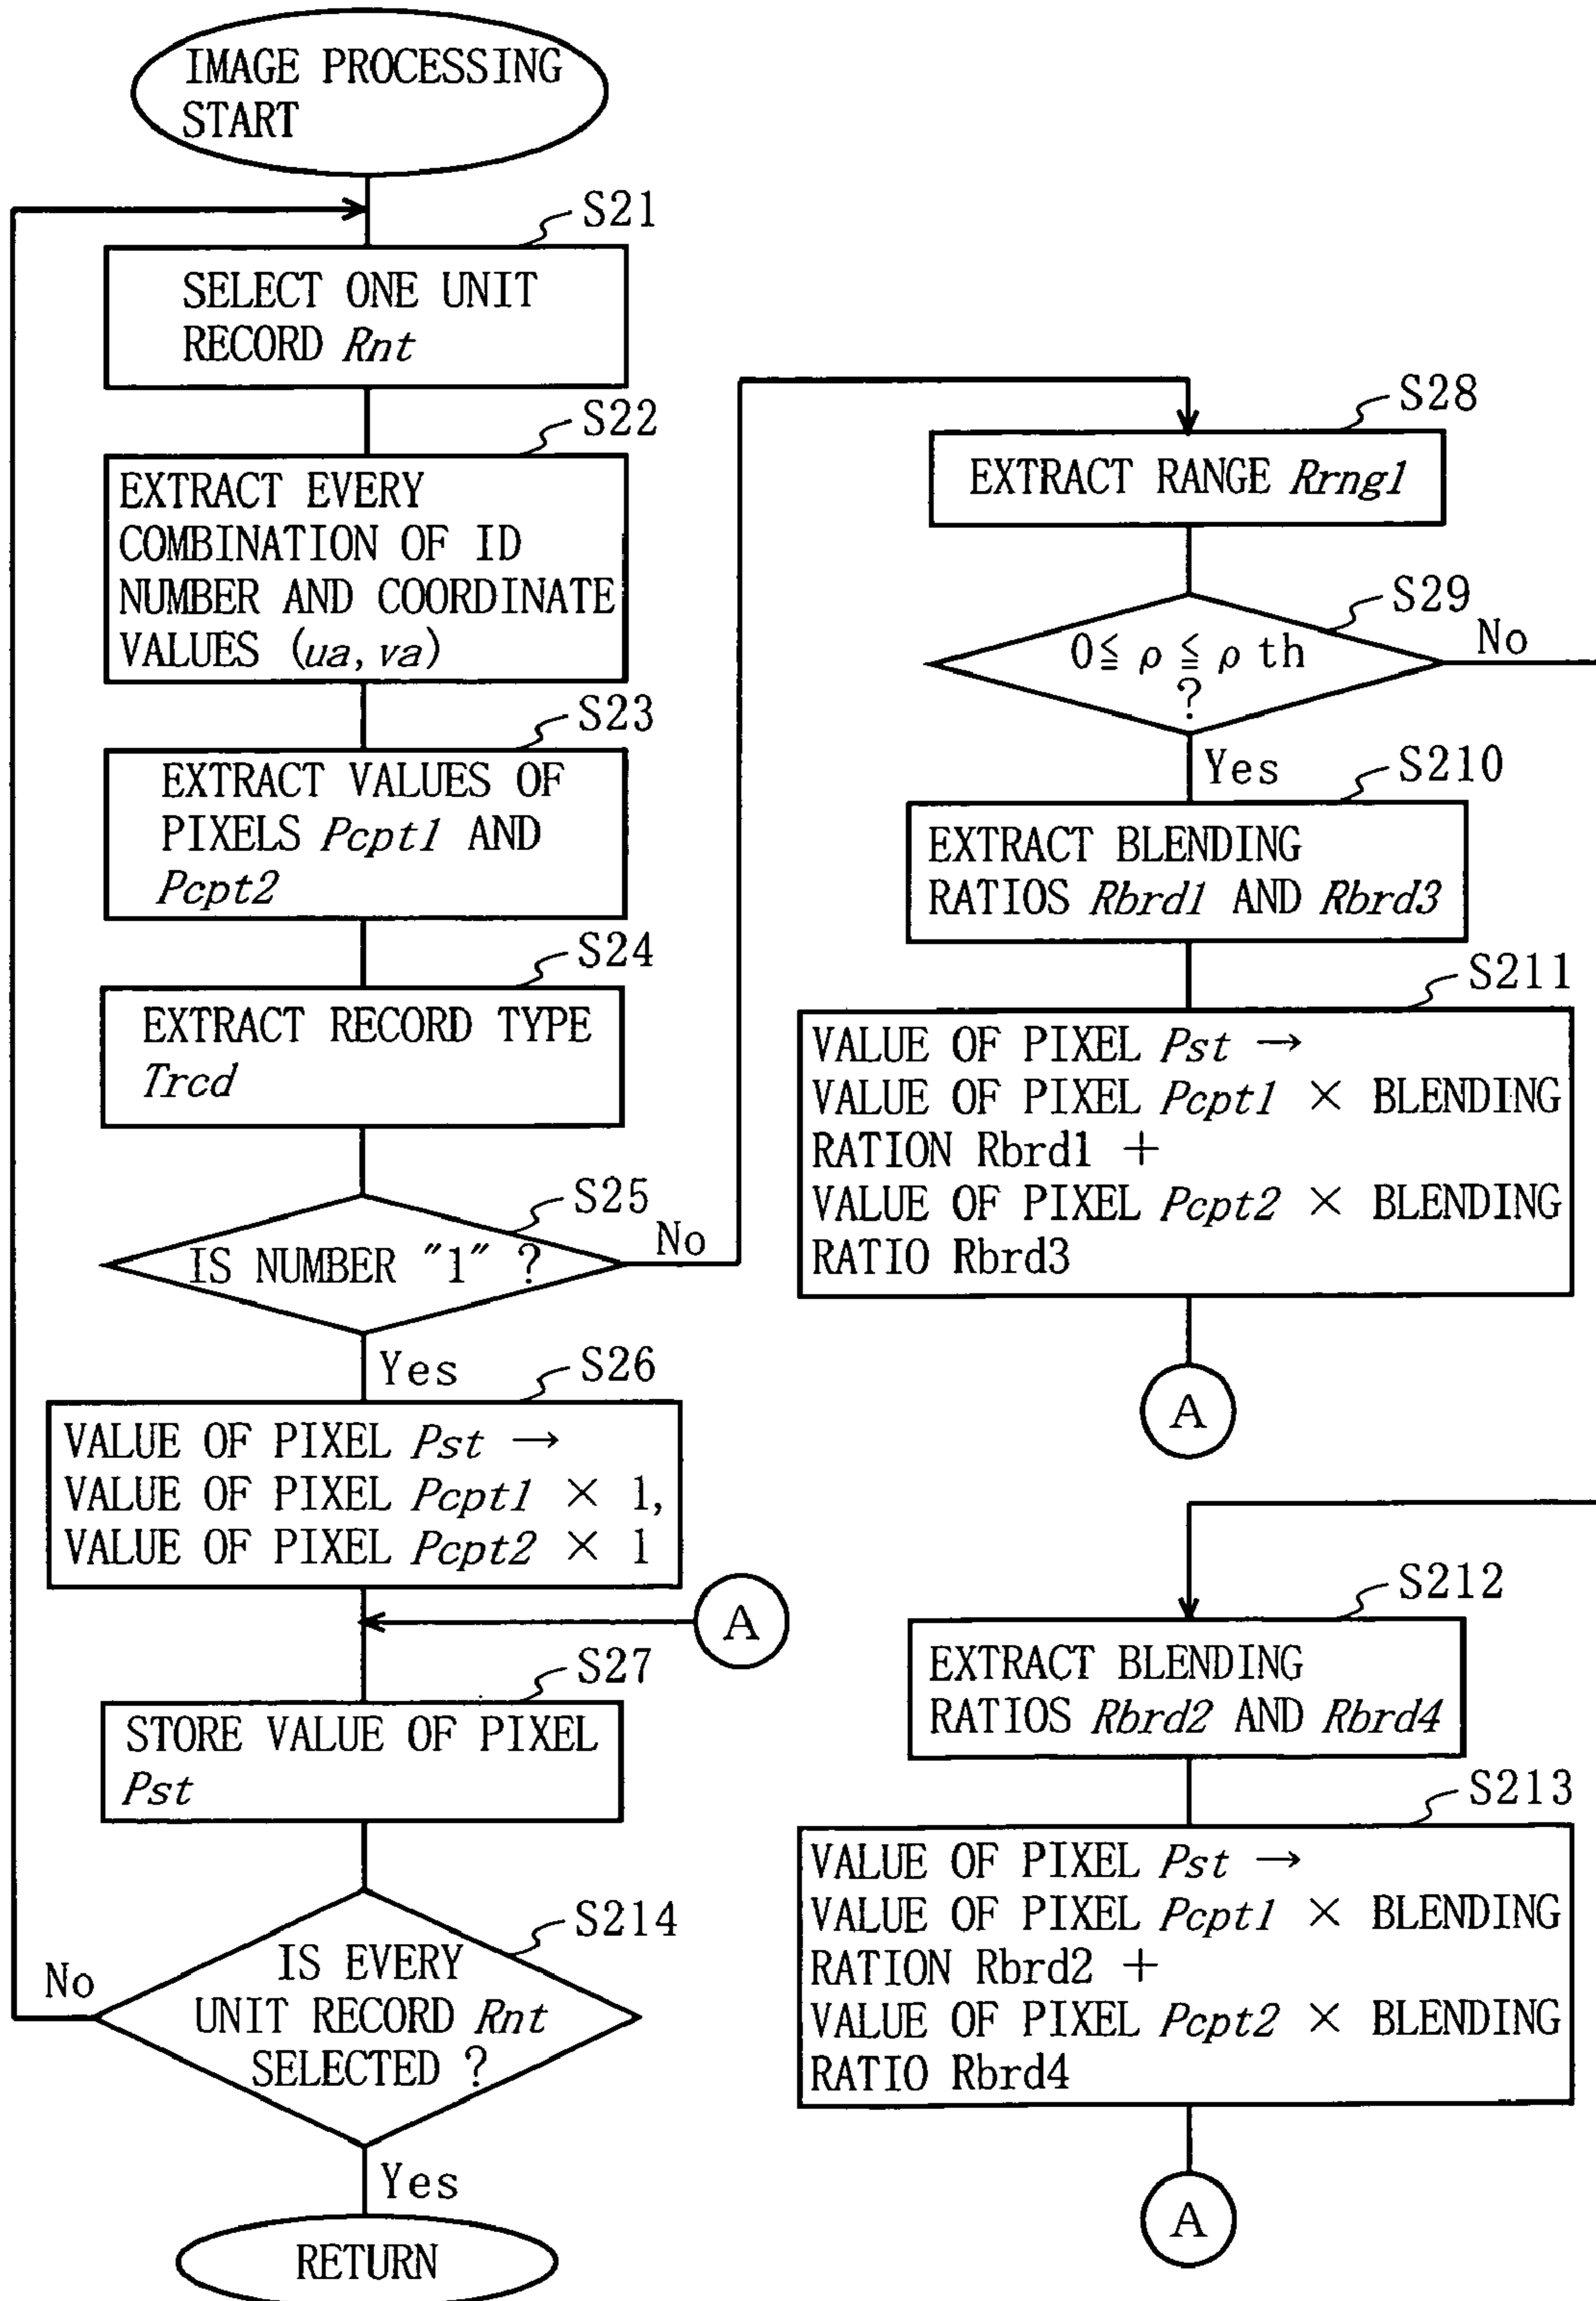 IMAGE PROCESSING
START
S21
SELECT ONE UNIT
RECORD Rnt
S22
EXTRACT EVERY
COMBINATION OF ID
NUMBER AND COORDINATE
VALUES (ua, va)
S23
EXTRACT VALUES OF
PIXELS Pcpt1 AND
Pcpt2
S24
EXTRACT RECORD TYPE
Trcd
S25
IS NUMBER "1" ?
No
Yes
S26
VALUE OF PIXEL Pst →
VALUE OF PIXEL Pcpt1 × 1,
VALUE OF PIXEL Pcpt2 × 1
A
S27
STORE VALUE OF PIXEL
Pst
S214
IS EVERY
UNIT RECORD Rnt
SELECTED ?
No
Yes
RETURN
S28
EXTRACT RANGE Rrng1
S29
0≦ ρ ≦ ρ th
?
No
Yes
S210
EXTRACT BLENDING
RATIOS Rbrd1 AND Rbrd3
S211
VALUE OF PIXEL Pst →
VALUE OF PIXEL Pcpt1 × BLENDING
RATION Rbrd1 +
VALUE OF PIXEL Pcpt2 × BLENDING
RATIO Rbrd3
A
S212
EXTRACT BLENDING
RATIOS Rbrd2 AND Rbrd4
S213
VALUE OF PIXEL Pst →
VALUE OF PIXEL Pcpt1 × BLENDING
RATION Rbrd2 +
VALUE OF PIXEL Pcpt2 × BLENDING
RATIO Rbrd4
A